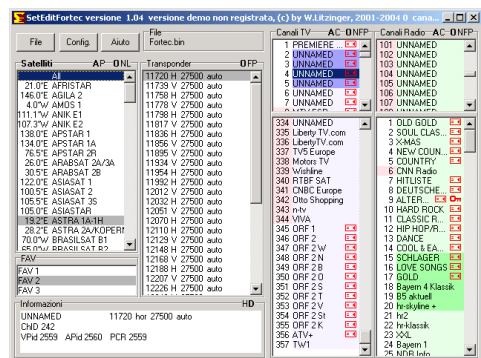 SetEditFortec versione 1.04 versione demo non registrata, (c) by W.Litzinger, 2001-2004 0 cana...
File
Config.
Aiuto
File
Fortec.bin
Satelliti AP ONL
All
21.0°E AFRISTAR
146.0°E AGILA 2
4.0°W AMOS 1
111.1°W ANIK E1
107.3°W ANIK E2
138.0°E APSTAR 1
134.0°E APSTAR 1A
76.5°E APSTAR 2R
26.0°E ARABSAT 2A/3A
30.5°E ARABSAT 2B
122.0°E ASIASAT 1
100.5°E ASIASAT 2
105.5°E ASIASAT 3S
105.0°E ASIASTAR
19.2°E ASTRA 1A-1H
28.2°E ASTRA 2A/KOPERN
70.0°W BRASILSAT B1
65.0°W BRASILSAT B2
FAV
FAV 1
FAV 2
FAV 3
Transponder OFP
11720 H 27500 auto
11739 V 27500 auto
11758 H 27500 auto
11778 V 27500 auto
11798 H 27500 auto
11817 V 27500 auto
11836 H 27500 auto
11856 V 27500 auto
11895 V 27500 auto
11934 V 27500 auto
11954 H 27500 auto
11992 H 27500 auto
12012 V 27500 auto
12032 H 27500 auto
12051 V 27500 auto
12070 H 27500 auto
12110 H 27500 auto
12129 V 27500 auto
12148 H 27500 auto
12168 V 27500 auto
12188 H 27500 auto
12207 V 27500 auto
12226 H 27500 auto
Informazioni HD
UNNAMED 11720 hor 27500 auto
ChID 242
VPid 2559 APid 2560 PCR 2559
Canali TV AC ONFP
1 PREMIERE ...
2 UNNAMED
3 UNNAMED
4 UNNAMED
5 UNNAMED
6 UNNAMED
7 UNNAMED
334 UNNAMED
335 Liberty TV.com
336 LibertyTV.com
337 TV5 Europe
338 Motors TV
339 Wishline
340 RTBF SAT
341 CNBC Europe
342 Otto Shopping
343 n-tv
344 VIVA
345 ORF 1
346 ORF 2
347 ORF 2 W
348 ORF 2 N
349 ORF 2 B
350 ORF 2 O
351 ORF 2 S
352 ORF 2 T
353 ORF 2 V
354 ORF 2 St
355 ORF 2 K
356 ATV+
357 TW1
Canali Radio AC ONFP
101 UNNAMED
102 UNNAMED
103 UNNAMED
104 UNNAMED
105 UNNAMED
106 UNNAMED
107 UNNAMED
1 OLD GOLD
2 SOUL CLAS...
3 X-MAS
4 NEW COUN...
5 COUNTRY
6 CNN Radio
7 HITLISTE
8 DEUTSCHE...
9 ALTER...
10 HARD ROCK
11 CLASSIC R...
12 HIP HOP/R...
13 DANCE
14 COOL & EA...
15 SCHLAGER
16 LOVE SONGS
17 GOLD
18 Bayern 4 Klassik
19 B5 aktuell
20 hr-skyline +
21 hr2
22 hr-klassik
23 XXL
24 Bayern 1
25 NDR Info